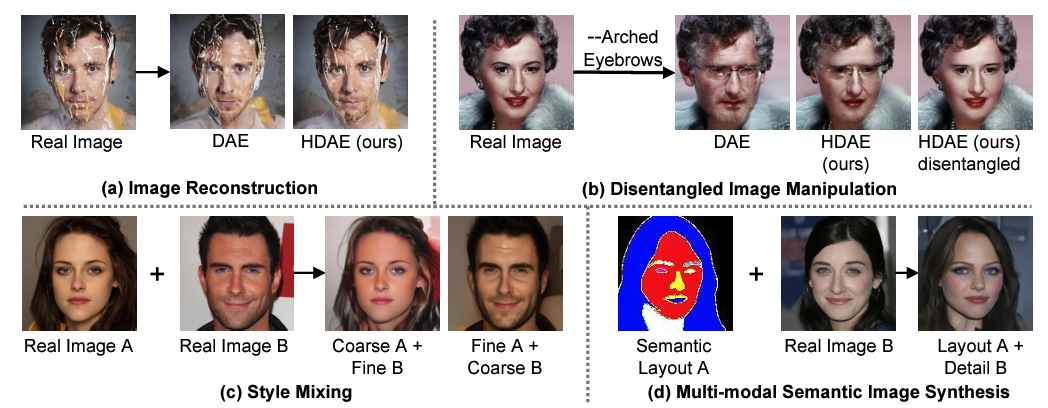 --Arched
Eyebrows
Real Image
DAE
HDAE (ours)
Real Image
DAE
HDAE
(ours)
HDAE (ours)
disentangled
(a) Image Reconstruction
(b) Disentangled Image Manipulation
+
+
Real Image A
Real Image B
Coarse A +
Fine B
Fine A +
Coarse B
Semantic
Layout A
Real Image B
Layout A +
Detail B
(c) Style Mixing
(d) Multi-modal Semantic Image Synthesis